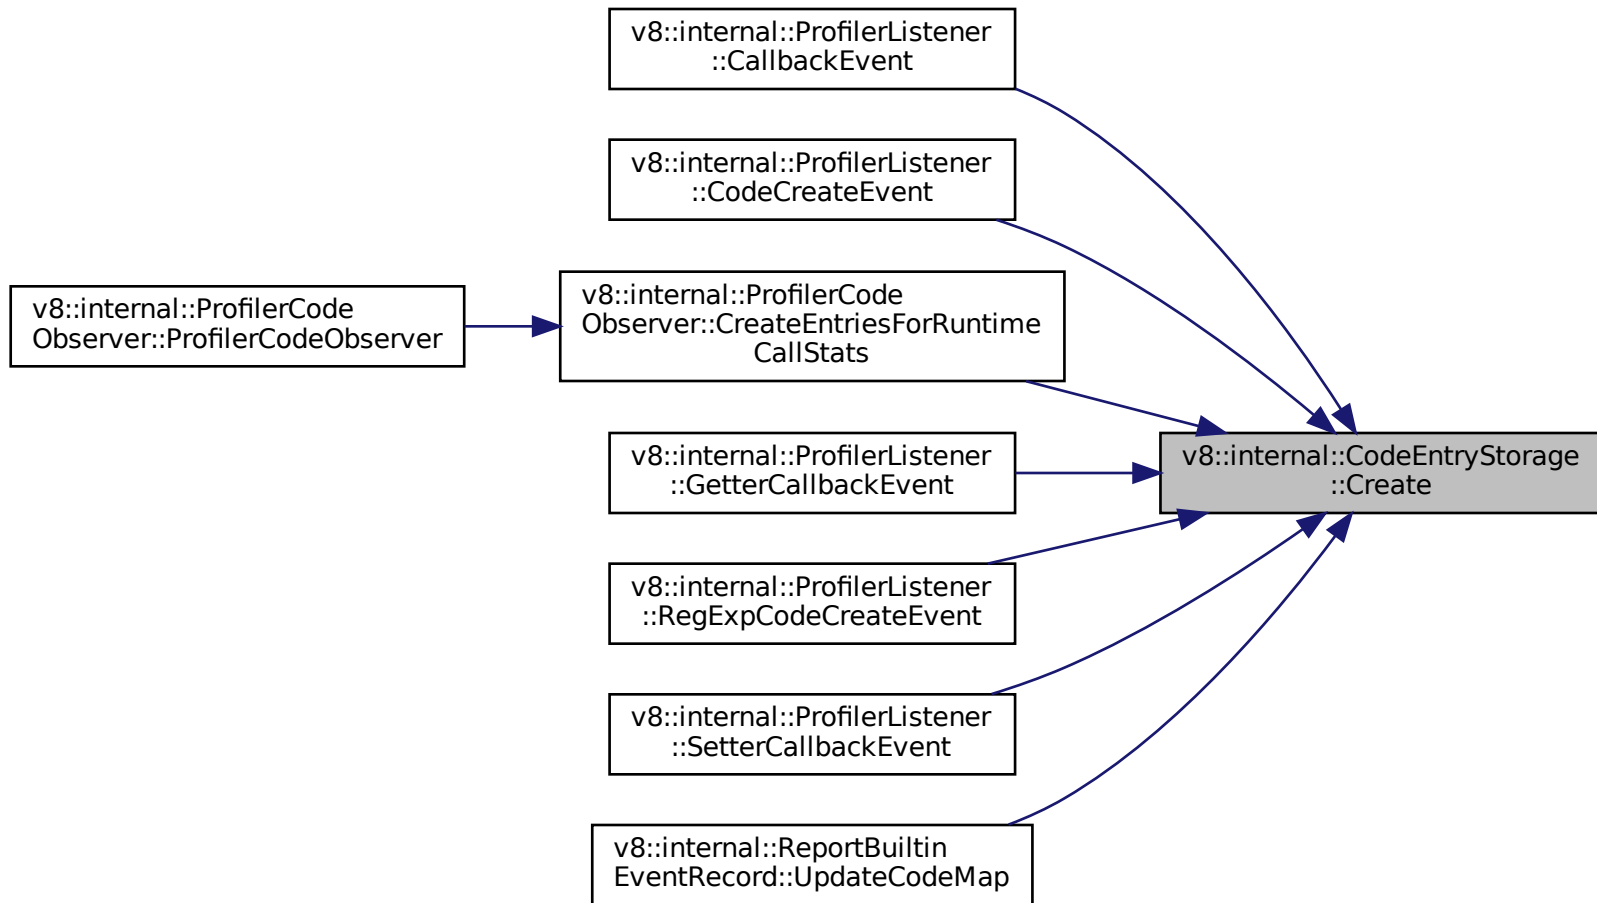 v8::internal::ProfilerListener
::CallbackEvent
v8::internal::ProfilerListener
::CodeCreateEvent
v8::internal::ProfilerCode
Observer::ProfilerCodeObserver
v8::internal::ProfilerCode
Observer::CreateEntriesForRuntime
CallStats
v8::internal::ProfilerListener
::GetterCallbackEvent
v8::internal::CodeEntryStorage
::Create
v8::internal::ProfilerListener
::RegExpCodeCreateEvent
v8::internal::ProfilerListener
::SetterCallbackEvent
v8::internal::ReportBuiltin
EventRecord::UpdateCodeMap